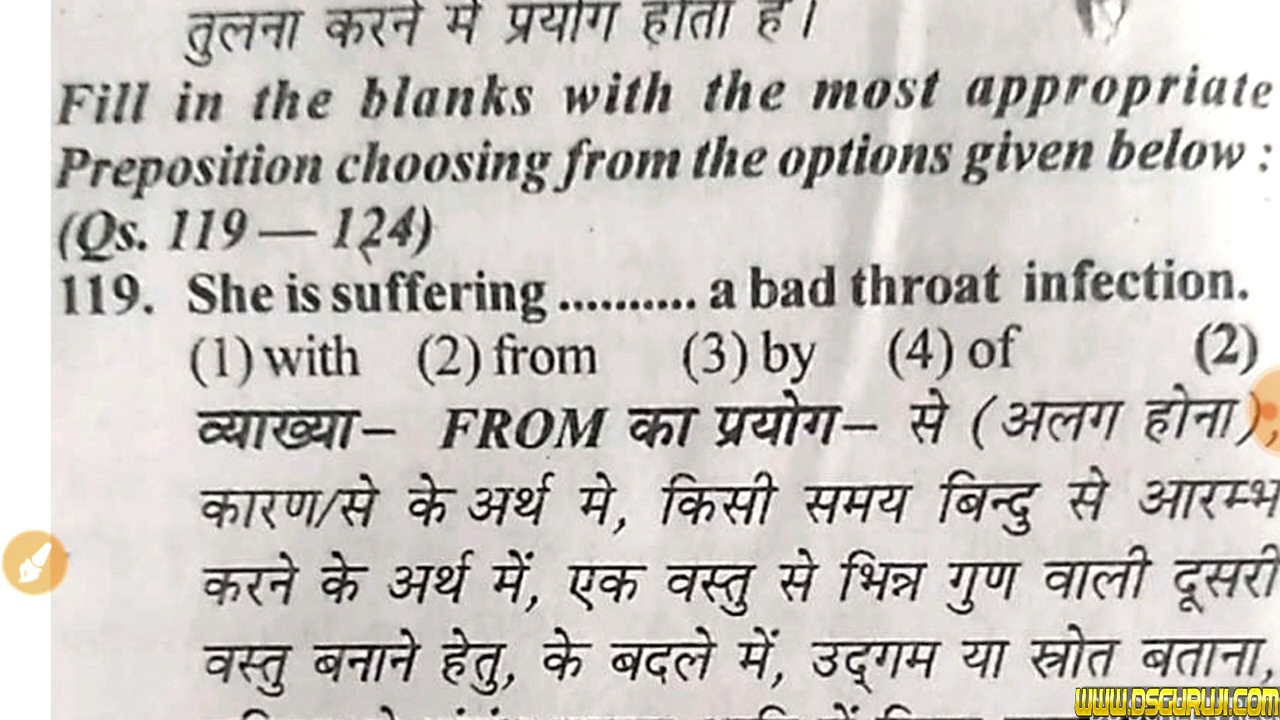 तुलना करने में प्रयोग होता है।
Fill in the blanks with the most appropriate
Preposition choosing from the options given below :
(Qs. 119 — 124)
119. She is suffering .......... a bad throat infection.
(1) with (2) from (3) by (4) of (2)
व्याख्या– FROM का प्रयोग– से (अलग होना),
कारण/से के अर्थ मे, किसी समय बिन्दु से आरम्भ
करने के अर्थ में, एक वस्तु से भिन्न गुण वाली दूसरी
वस्तु बनाने हेतु, के बदले में, उद्गम या स्रोत बताना,
WWW.DSGURUJI.COM